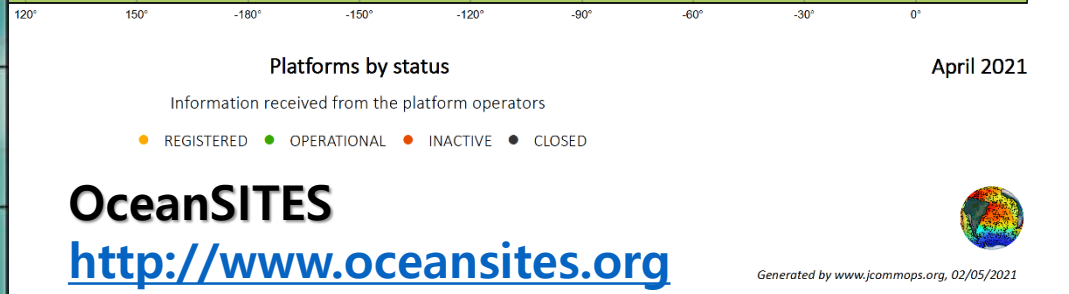 120° 150° -180° -150° -120° -90° -60° -30° 0°
Platforms by status April 2021
Information received from the platform operators
REGISTERED OPERATIONAL INACTIVE CLOSED
OceanSITES
http://www.oceansites.org
Generated by www.jcommops.org, 02/05/2021